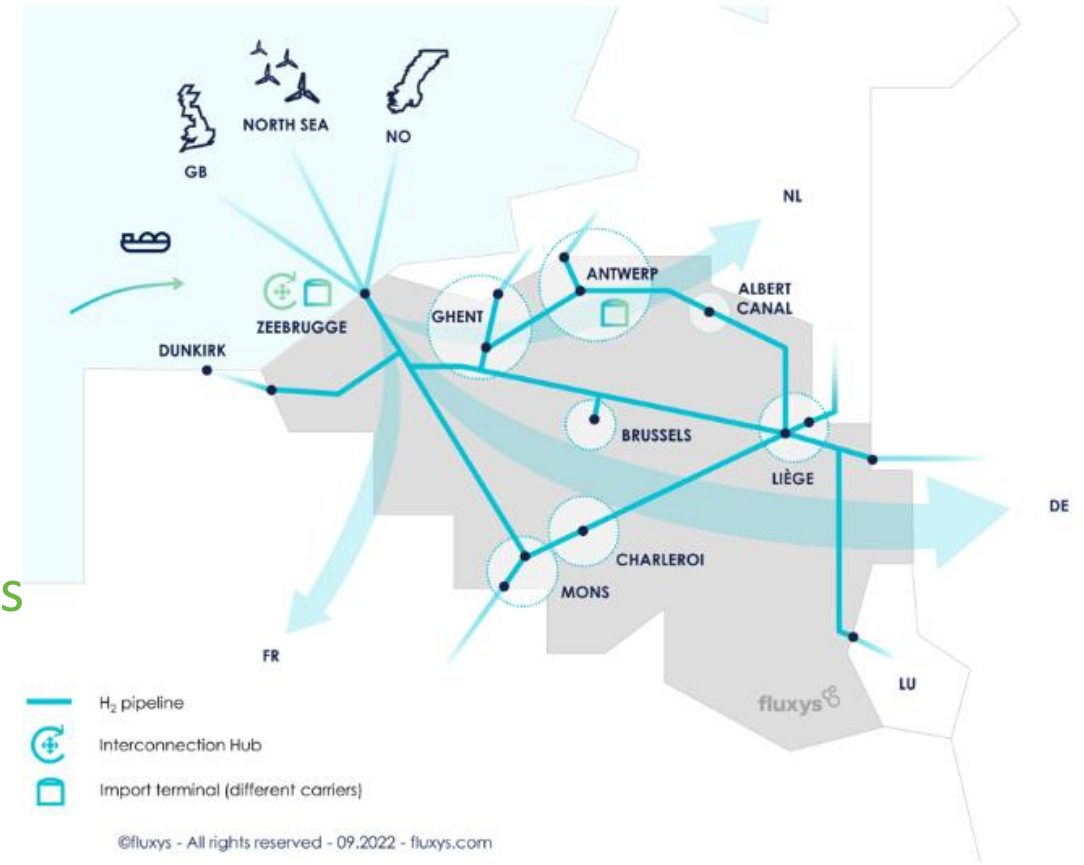 NORTH SEA
NO
GB
NL
ANTWERP
ALBERT
CANAL
GHENT
ZEEBRUGGE
DUNKIRK
BRUSSELS
LIÈGE
DE
CHARLEROI
MONS
S
FR
LU
fluxys
H₂ pipeline
Interconnection Hub
Import terminal (different carriers)
©fluxys - All rights reserved - 09.2022 - fluxys.com